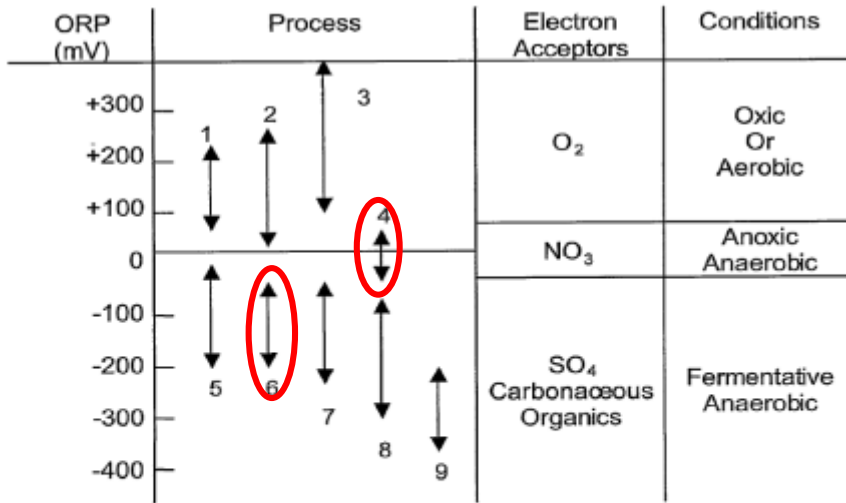 ORP
(mV)
Process
Electron
Acceptors
Conditions
+300
+200
+100
0
-100
-200
-300
-400
1
2
3
4
5
6
7
8
9
O₂
Oxic
Or
Aerobic
NO₃
Anoxic
Anaerobic
SO₄
Carbonaceous
Organics
Fermentative
Anaerobic